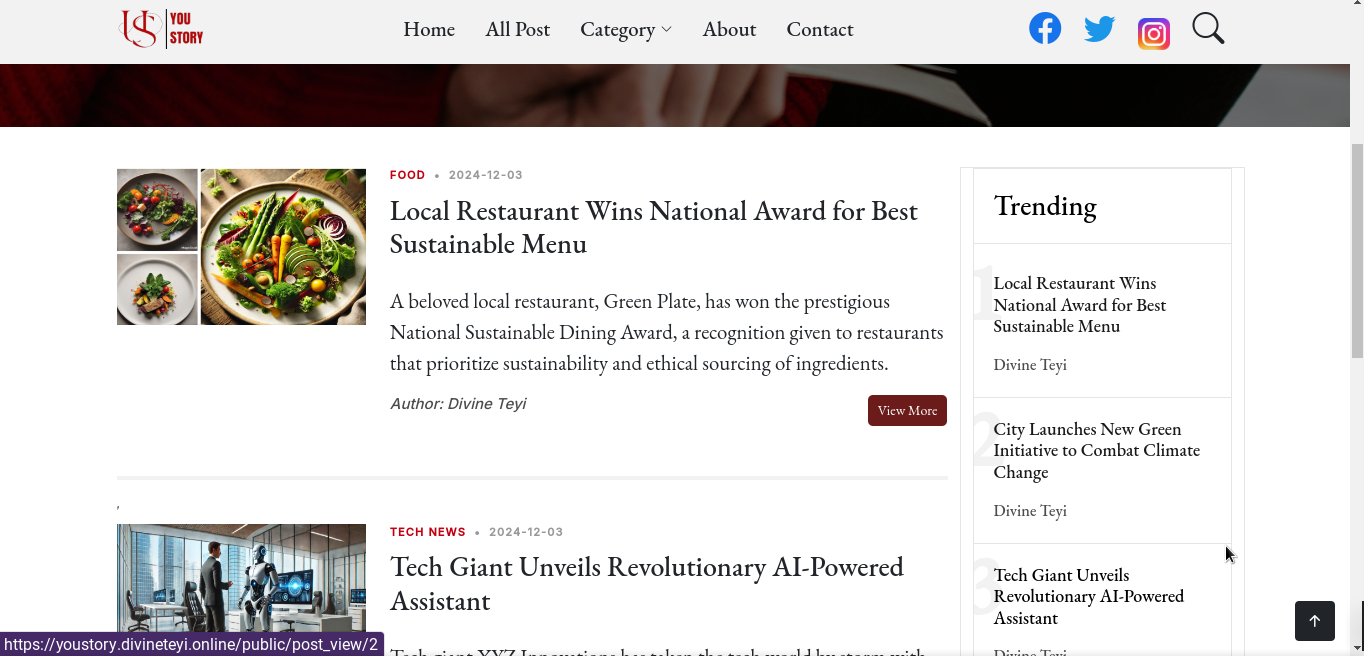 US YOU
STORY
Home All Post Category About Contact
FOOD • 2024-12-03
Local Restaurant Wins National Award for Best
Sustainable Menu
A beloved local restaurant, Green Plate, has won the prestigious
National Sustainable Dining Award, a recognition given to restaurants
that prioritize sustainability and ethical sourcing of ingredients.
Author: Divine Teyi
View More
,
TECH NEWS • 2024-12-03
Tech Giant Unveils Revolutionary AI-Powered
Assistant
Tech giant XYZ Innovations has taken the tech world by storm with
Trending
1
Local Restaurant Wins
National Award for Best
Sustainable Menu
Divine Teyi
2
City Launches New Green
Initiative to Combat Climate
Change
Divine Teyi
3
Tech Giant Unveils
Revolutionary AI-Powered
Assistant
Divine Teyi
https://youstory.divineteyi.online/public/post_view/2